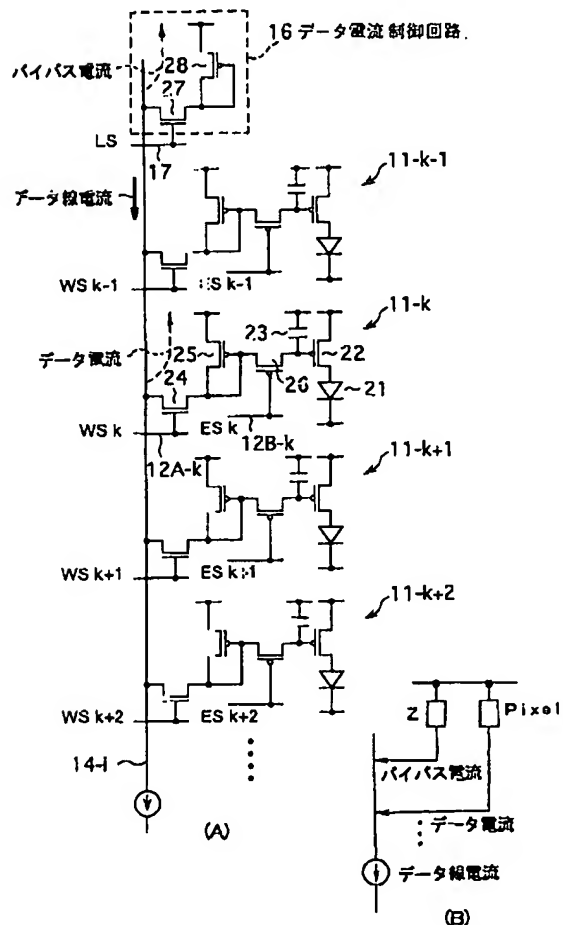 16 データ電流制御回路
バイパス電流
28
27
LS
17
データ線電流
11-k-1
WS k-1
ES k-1
11-k
23
データ電流
25
22
24
26
21
WS k
ES k
12A-k
12B-k
11-k+1
WS k+1
ES k+1
11-k+2
WS k+2
ES k+2
14-i
(A)
Z
Pixel
バイパス電流
データ電流
データ線電流
(B)